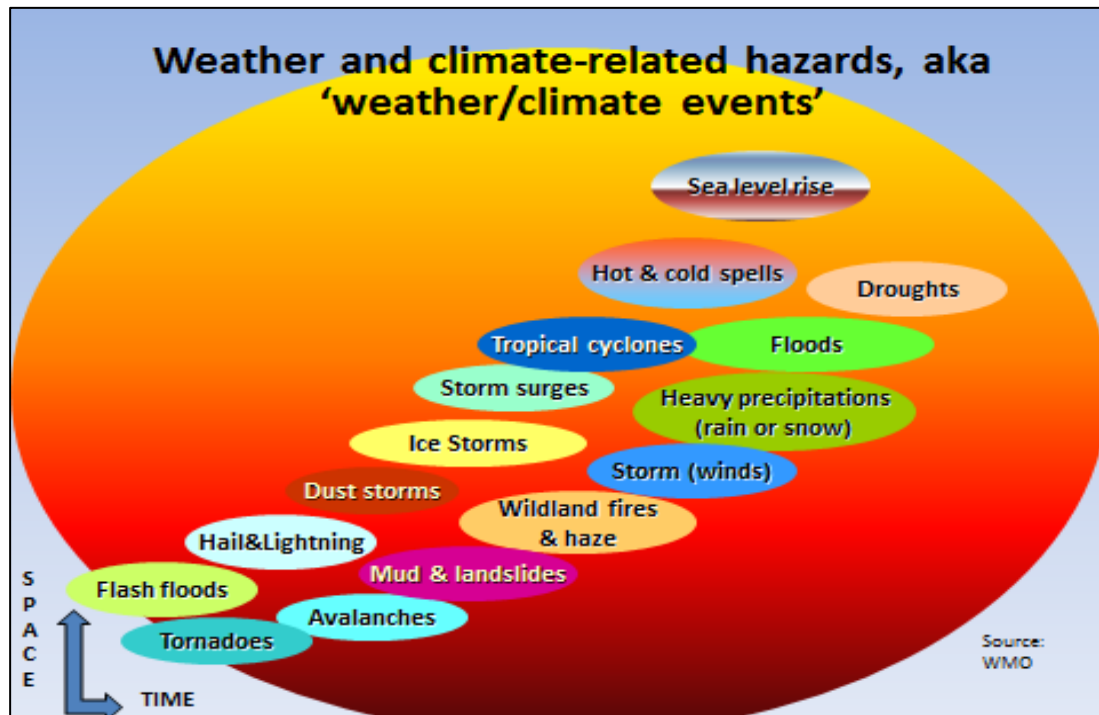 Weather and climate-related hazards, aka
‘weather/climate events’
Sea level rise
Hot & cold spells
Droughts
Tropical cyclones
Floods
Storm surges
Heavy precipitations
(rain or snow)
Ice Storms
Storm (winds)
Dust storms
Wildland fires
& haze
Hail&Lightning
Mud & landslides
Flash floods
Avalanches
Tornadoes
SPACE
TIME
Source:
WMO